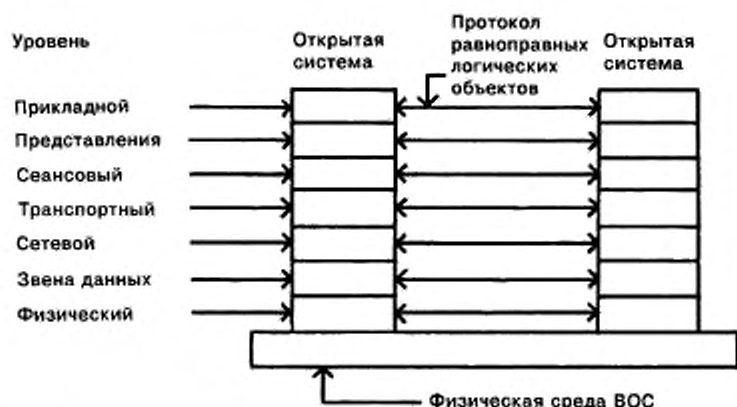 Уровень
Открытая
система
Протокол
равноправных
логических
объектов
Открытая
система
Прикладной
Представления
Сеансовый
Транспортный
Сетевой
Звена данных
Физический
Физическая среда ВОС